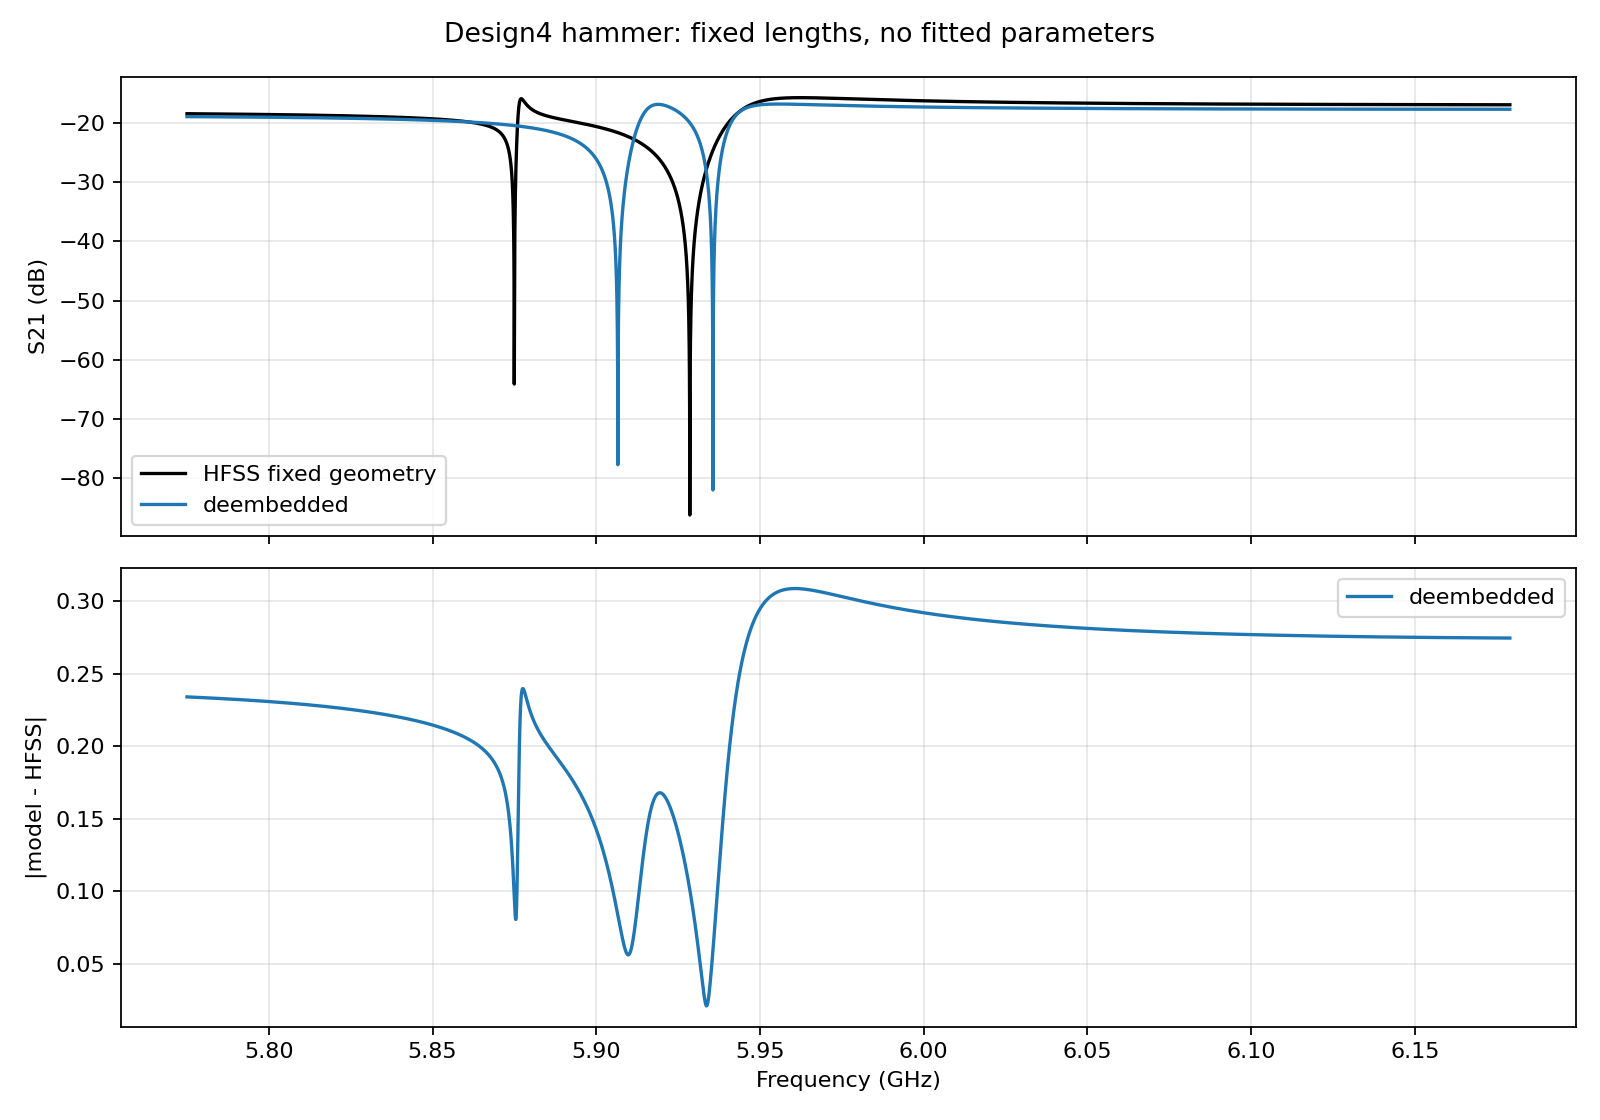 Design4 hammer: fixed lengths, no fitted parameters
S21 (dB)
−20
−30
−40
−50
−60
−70
−80
HFSS fixed geometry
deembedded
|model - HFSS|
0.30
0.25
0.20
0.15
0.10
0.05
deembedded
5.80 5.85 5.90 5.95 6.00 6.05 6.10 6.15
Frequency (GHz)